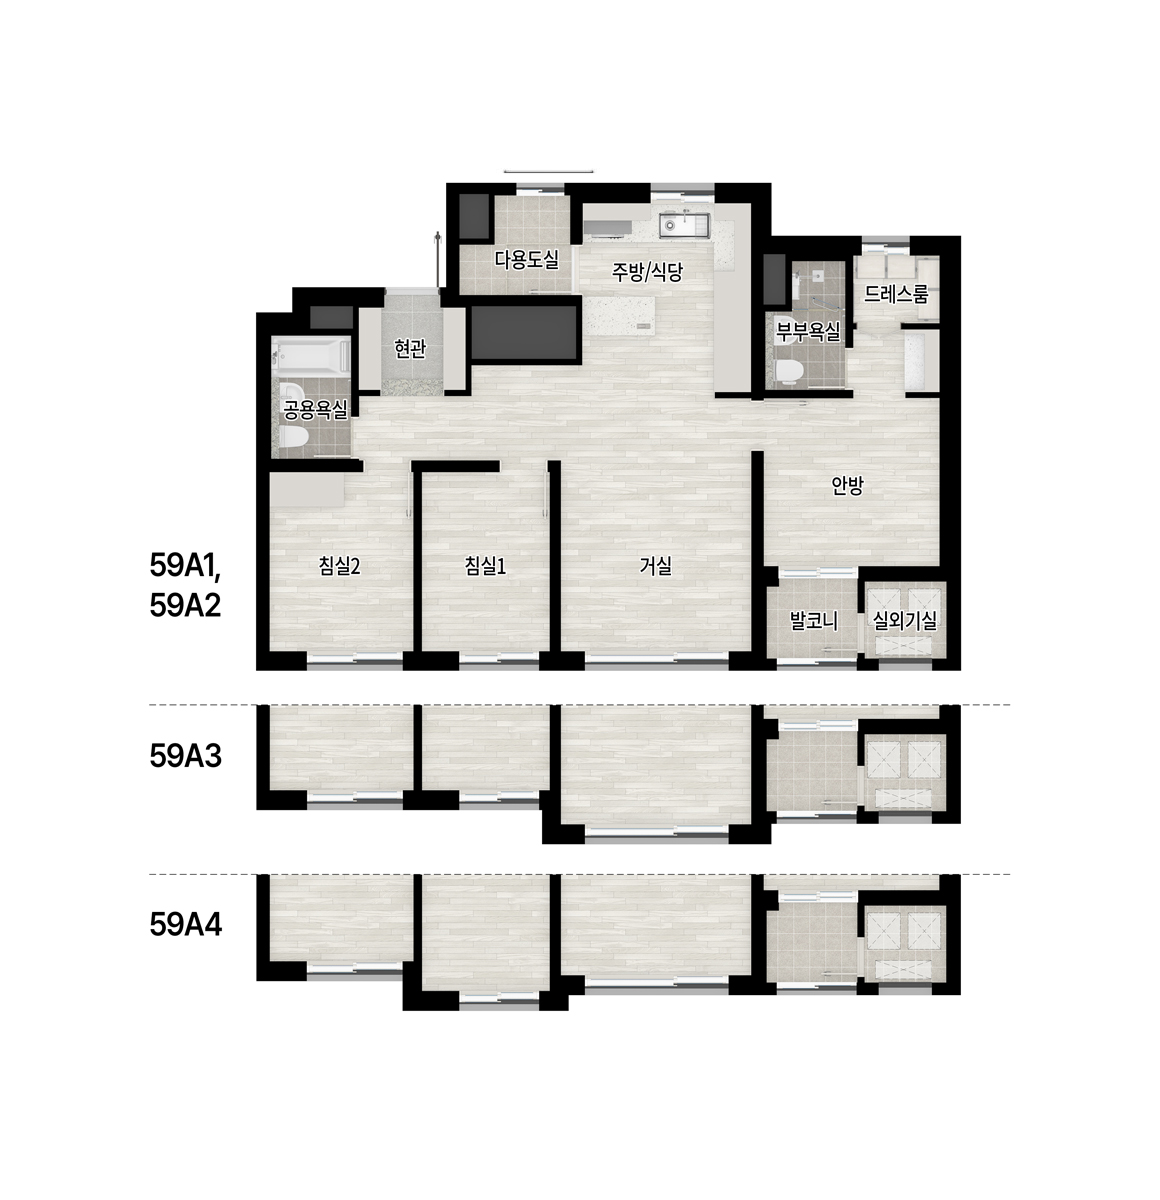 다용도실
주방/식당
드레스룸
부부욕실
현관
공용욕실
안방
침실2
침실1
거실
발코니
실외기실
59A1,
59A2
59A3
59A4